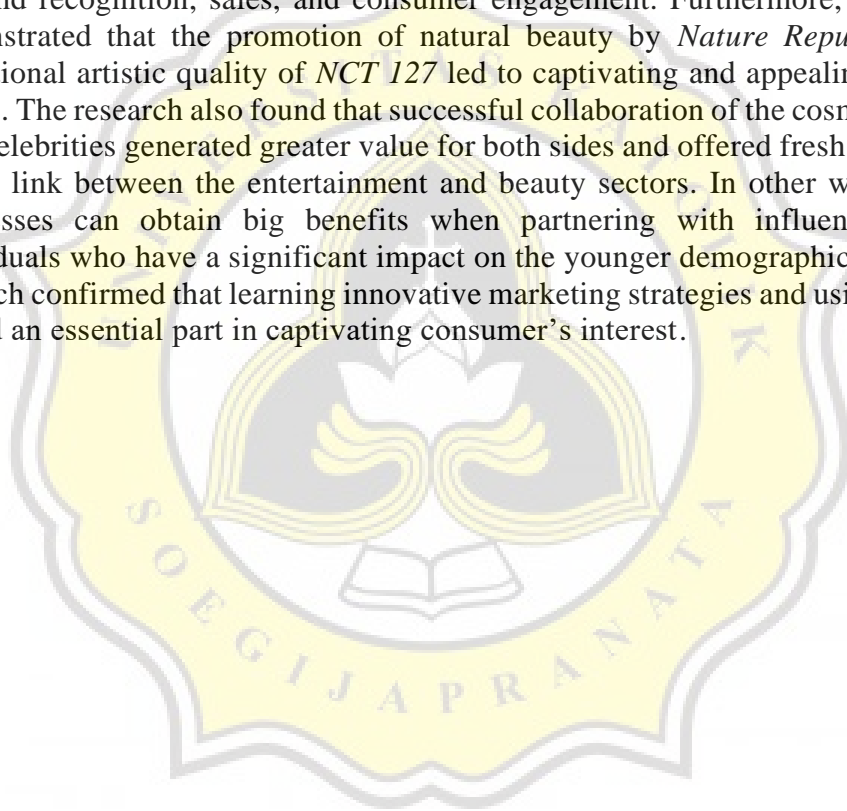 nd recognition, sales, and consumer engagement. Furthermore,
nstrated that the promotion of natural beauty by Nature Repu
ional artistic quality of NCT 127 led to captivating and appealin
. The research also found that successful collaboration of the cosm
elebrities generated greater value for both sides and offered fresh
link between the entertainment and beauty sectors. In other w
sses can obtain big benefits when partnering with influen
duals who have a significant impact on the younger demographic
ch confirmed that learning innovative marketing strategies and usi
an essential part in captivating consumer’s interest.
UNIVERSITAS KATOLIK
SOEGIJAPRANATA